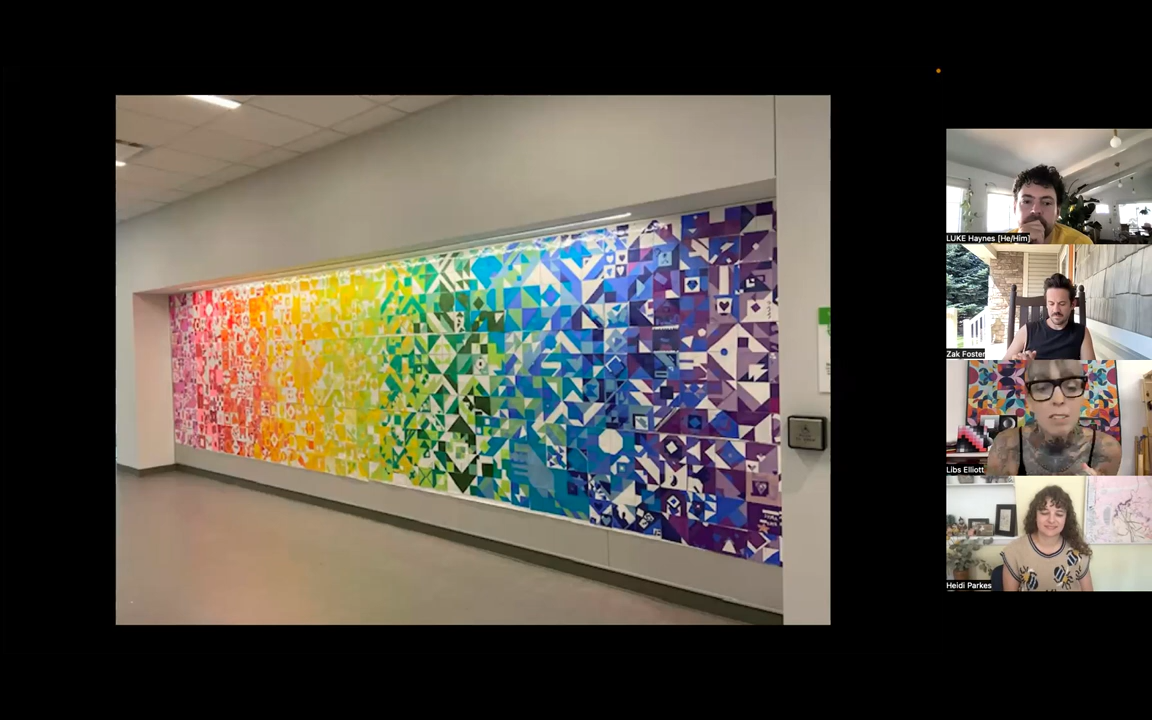 LUKE Haynes [He/Him]
Zak Foster
Libs Elliott
Heidi Parkes